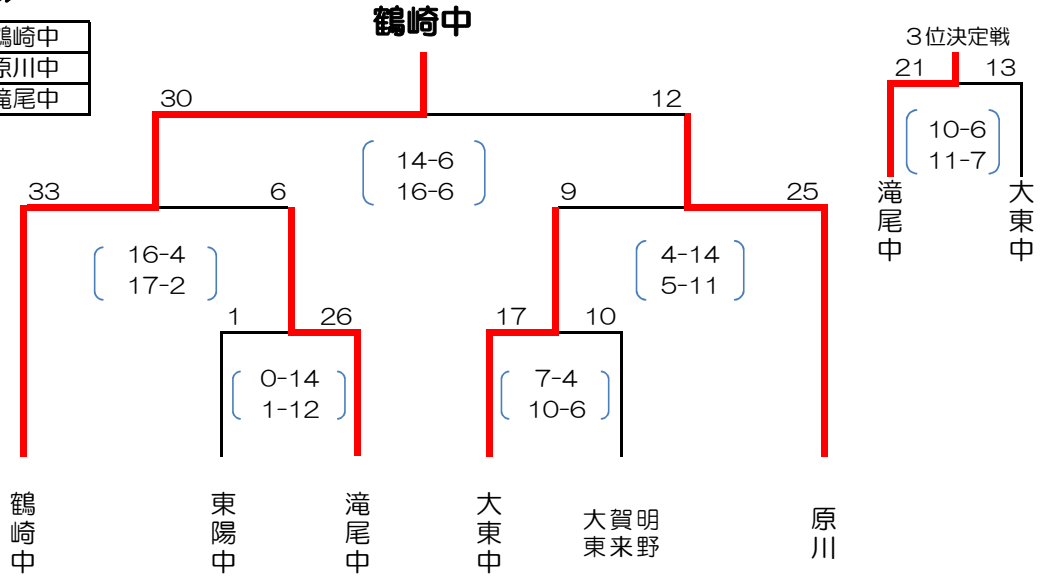 鶴崎中
鶴崎中
原川中
滝尾中
３位決定戦
21 13
10-6
11-7
滝尾中
大東中
30 12
14-6
16-6
33 6
9 25
16-4
17-2
4-14
5-11
1 26
17 10
0-14
1-12
7-4
10-6
鶴崎中
東陽中
滝尾中
大東中
大賀明
東来野
原川